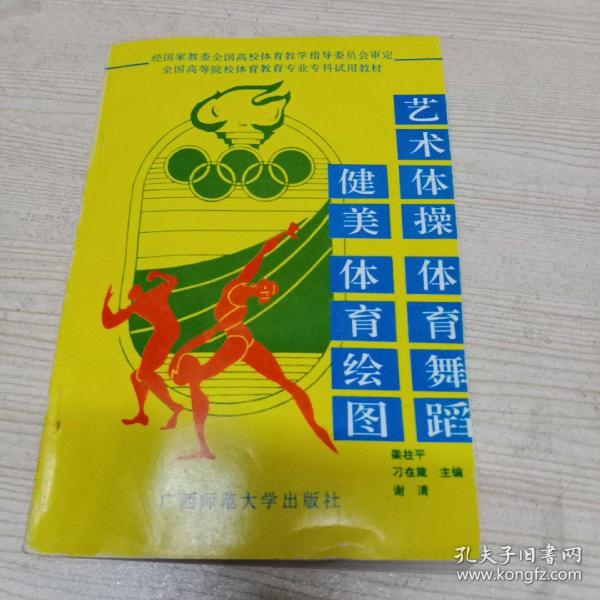 经国家教委全国高校体育教学指导委员会审定
全国高等院校体育教育专业专科试用教材
艺术体操 体育舞蹈
健美 体育绘图
梁柱平
刁在箴 主编
谢清
广西师范大学出版社
孔夫子旧书网
www.kongfz.com